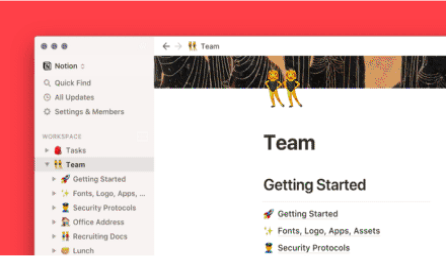 Team
Notion
Quick Find
All Updates
Settings & Members
WORKSPACE
Tasks
Team
Getting Started
Fonts, Logo, Apps, ...
Security Protocols
Office Address
Recruiting Docs
Lunch
Team
Getting Started
Getting Started
Fonts, Logo, Apps, Assets
Security Protocols